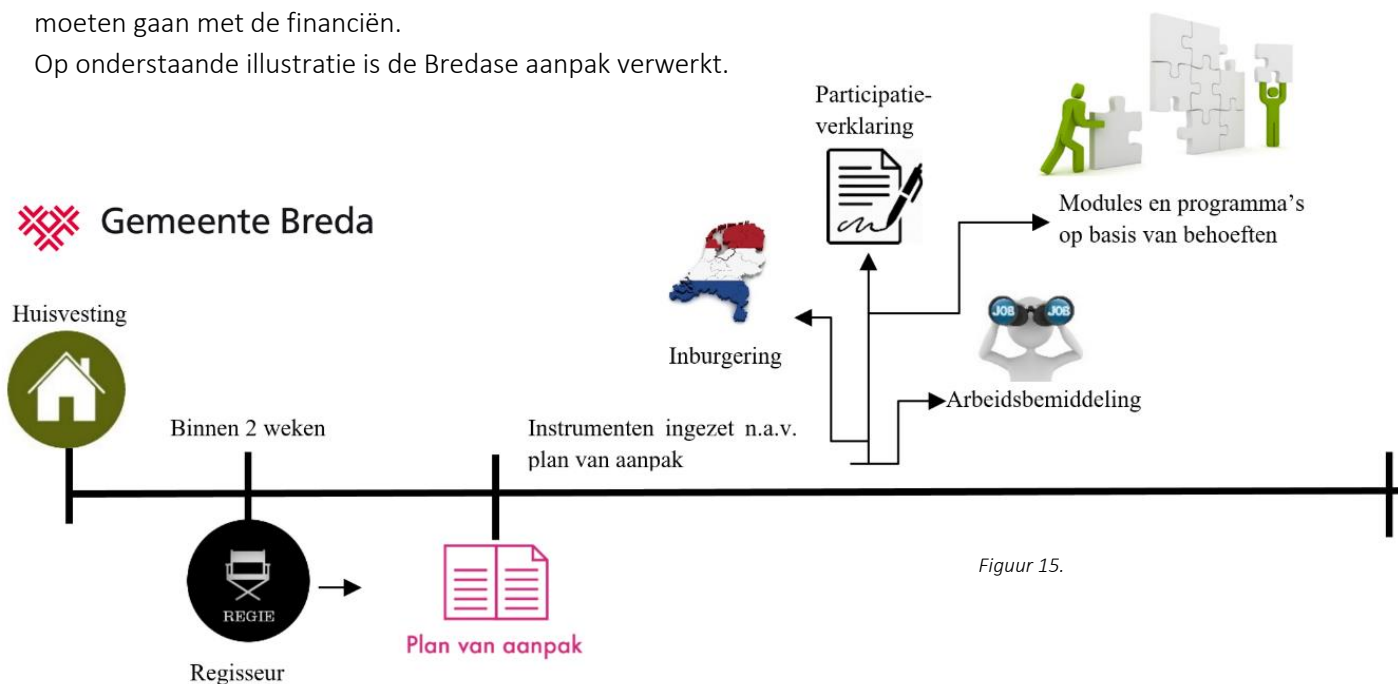 moeten gaan met de financiën.
Op onderstaande illustratie is de Bredase aanpak verwerkt.
Participatie-
verklaring
Gemeente Breda
Modules en programma's
op basis van behoeften
Huisvesting
JOB JOB
Inburgering
Arbeidsbemiddeling
Binnen 2 weken
Instrumenten ingezet n.a.v.
plan van aanpak
REGIE
Plan van aanpak
Regisseur
Figuur 15.